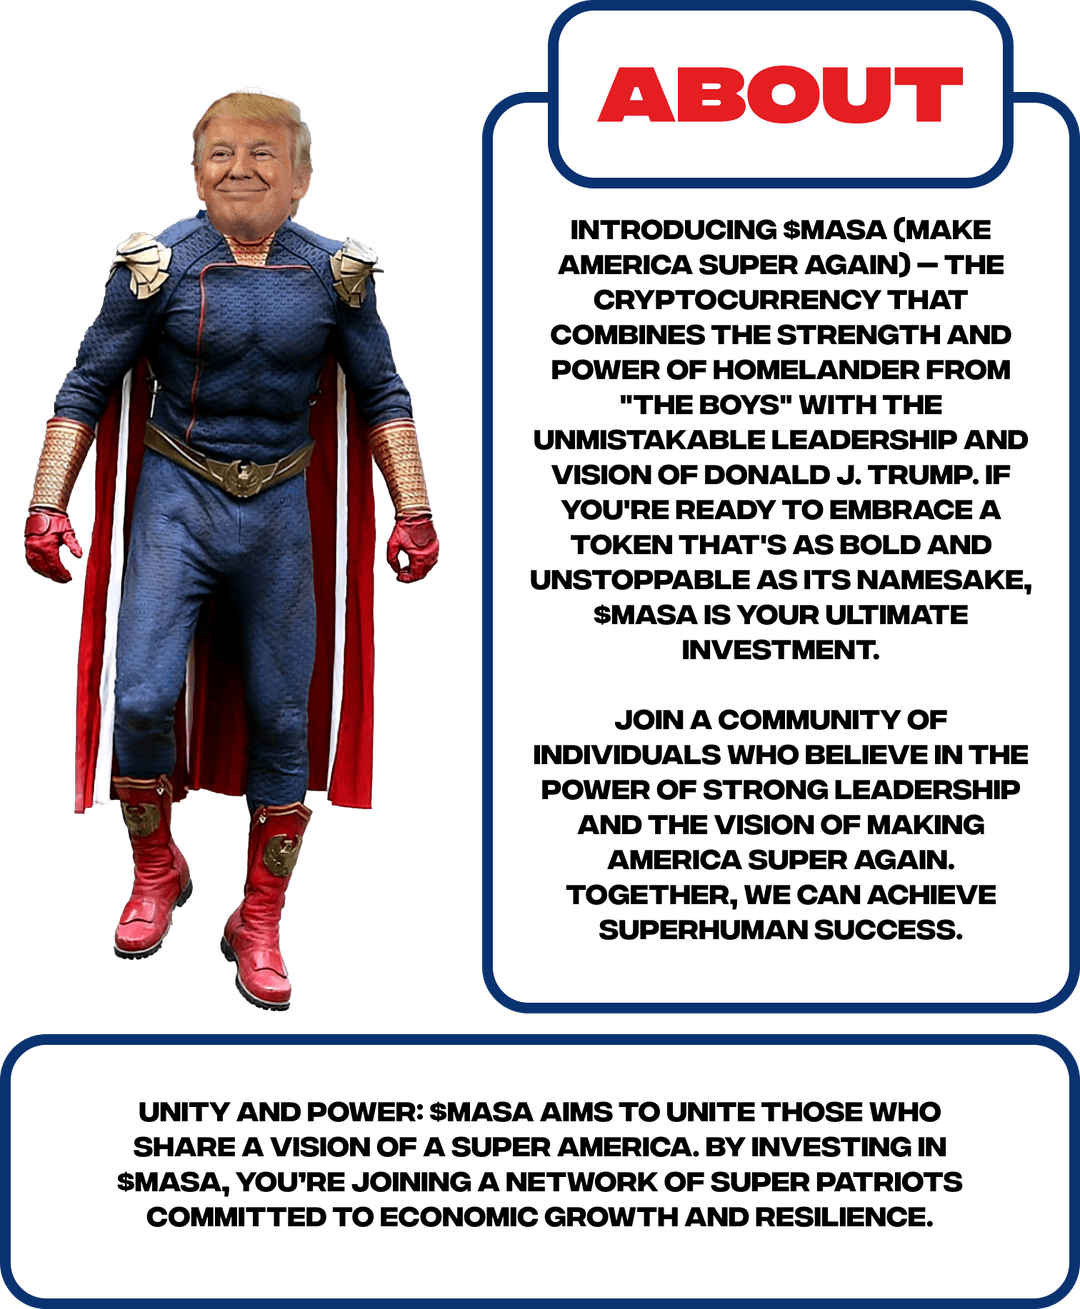 ABOUT
INTRODUCING $MASA (MAKE
AMERICA SUPER AGAIN) – THE
CRYPTOCURRENCY THAT
COMBINES THE STRENGTH AND
POWER OF HOMELANDER FROM
"THE BOYS" WITH THE
UNMISTAKABLE LEADERSHIP AND
VISION OF DONALD J. TRUMP. IF
YOU'RE READY TO EMBRACE A
TOKEN THAT'S AS BOLD AND
UNSTOPPABLE AS ITS NAMESAKE,
$MASA IS YOUR ULTIMATE
INVESTMENT.
JOIN A COMMUNITY OF
INDIVIDUALS WHO BELIEVE IN THE
POWER OF STRONG LEADERSHIP
AND THE VISION OF MAKING
AMERICA SUPER AGAIN.
TOGETHER, WE CAN ACHIEVE
SUPERHUMAN SUCCESS.
UNITY AND POWER: $MASA AIMS TO UNITE THOSE WHO
SHARE A VISION OF A SUPER AMERICA. BY INVESTING IN
$MASA, YOU’RE JOINING A NETWORK OF SUPER PATRIOTS
COMMITTED TO ECONOMIC GROWTH AND RESILIENCE.